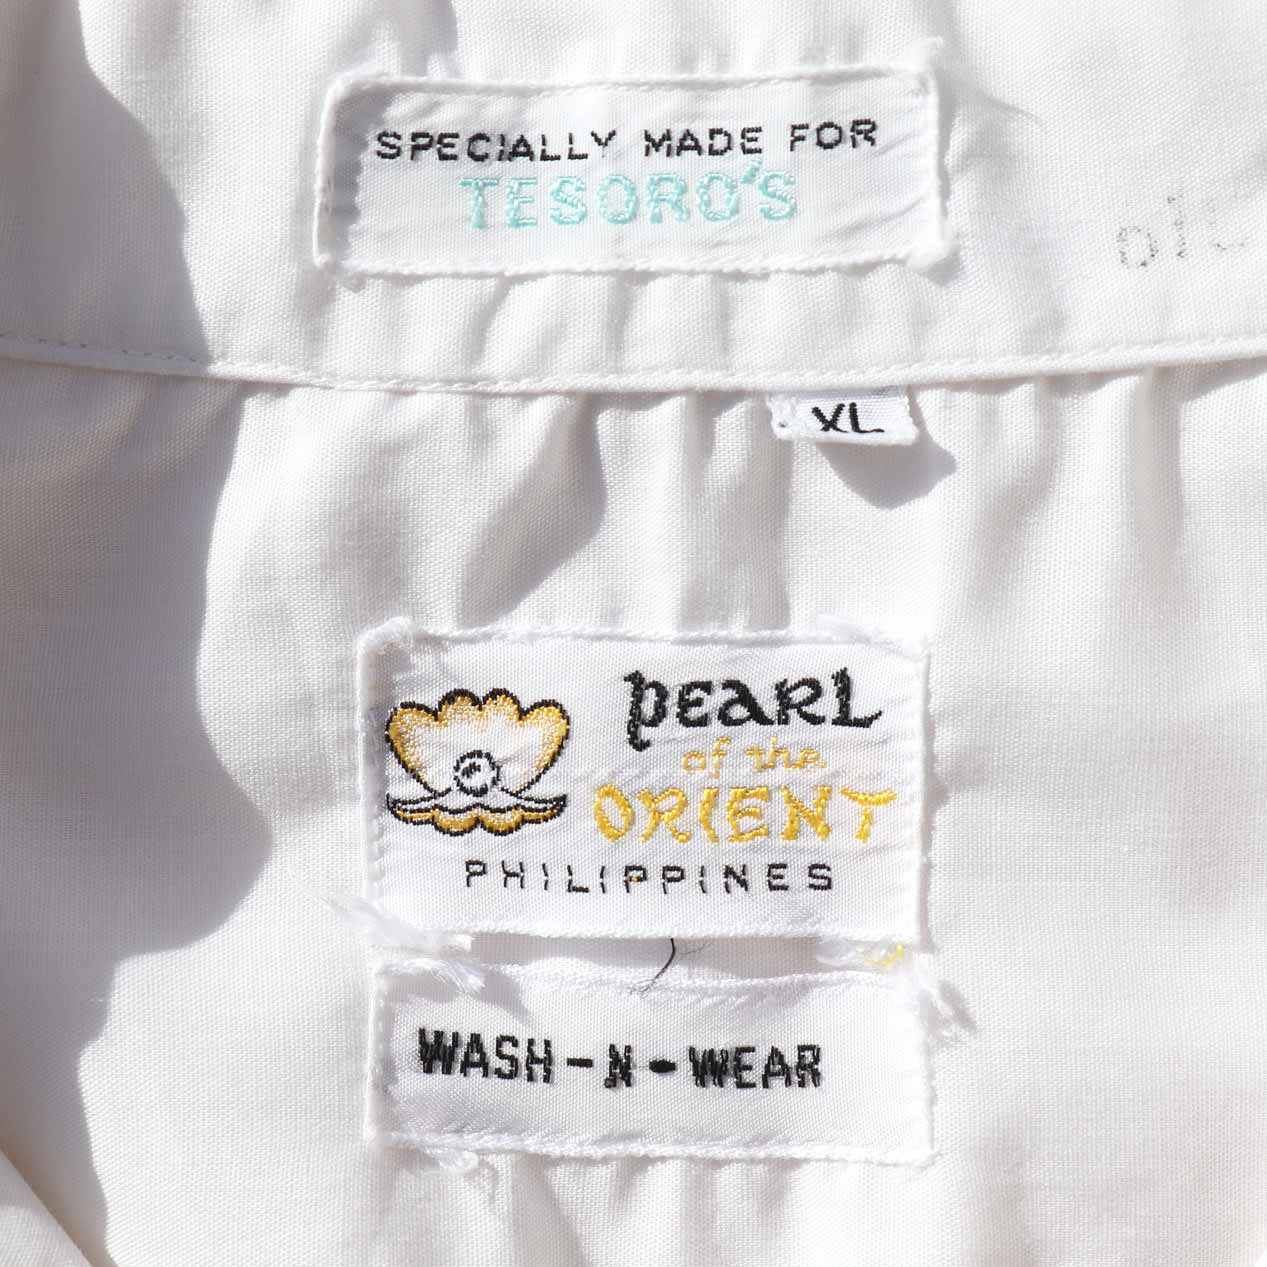 SPECIALLY MADE FOR
TESORO'S
XL
PEARL
of the
ORIENT
PHILIPPINES
WASH-N-WEAR